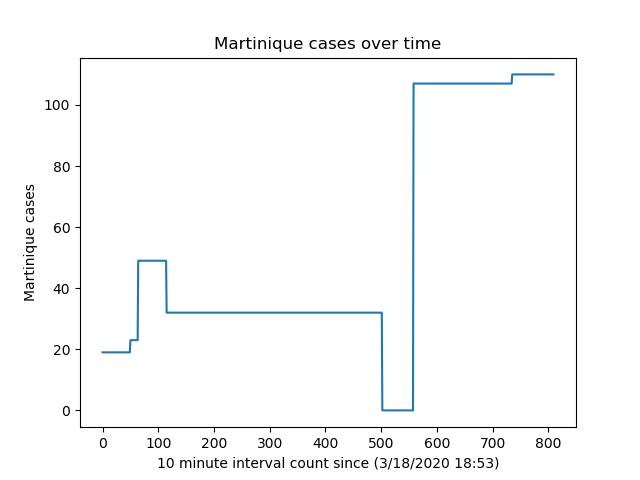 Martinique cases over time
Martinique cases
100
80
60
40
20
0
0 100 200 300 400 500 600 700 800
10 minute interval count since (3/18/2020 18:53)